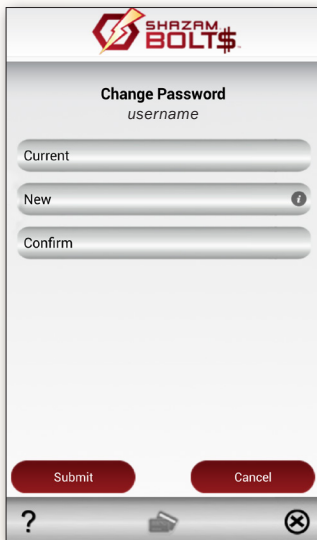 SHAZAM
BOLT$
Change Password
username
Current
New
i
Confirm
Submit
Cancel
?